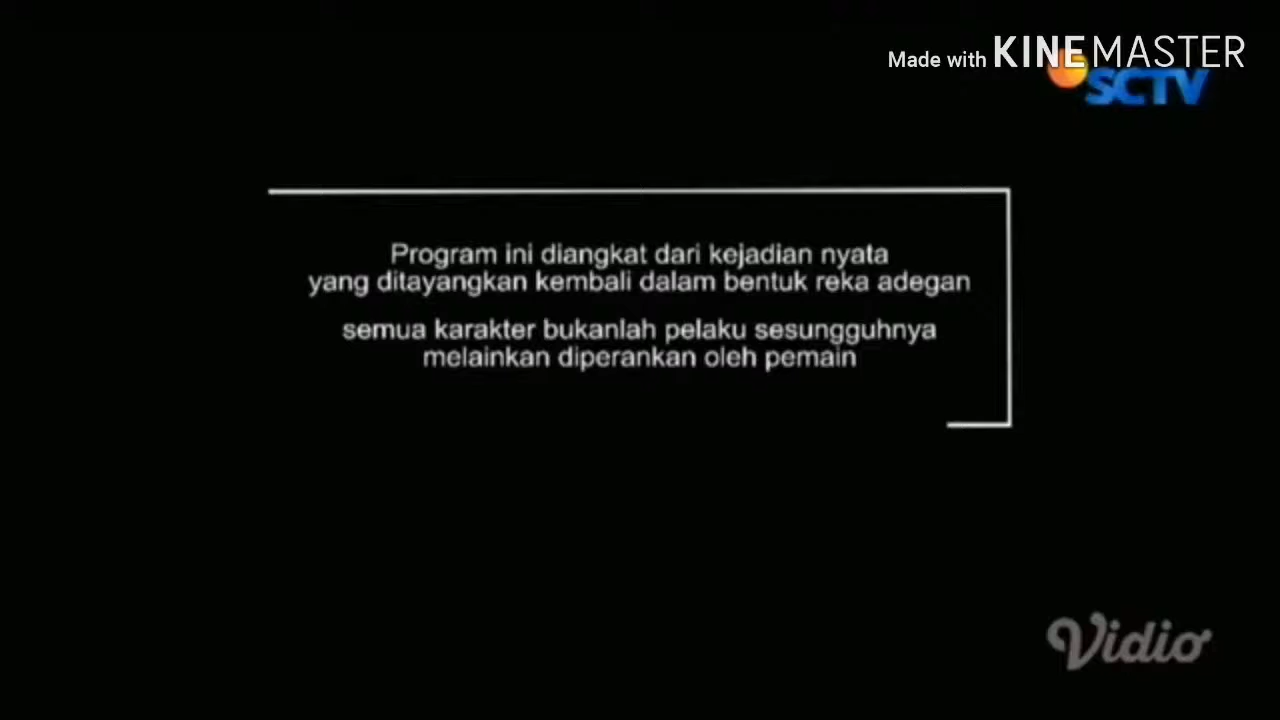 Made with KINEMASTER
SCTV
Program ini diangkat dari kejadian nyata
yang ditayangkan kembali dalam bentuk reka adegan
semua karakter bukanlah pelaku sesungguhnya
melainkan diperankan oleh pemain
Vidio